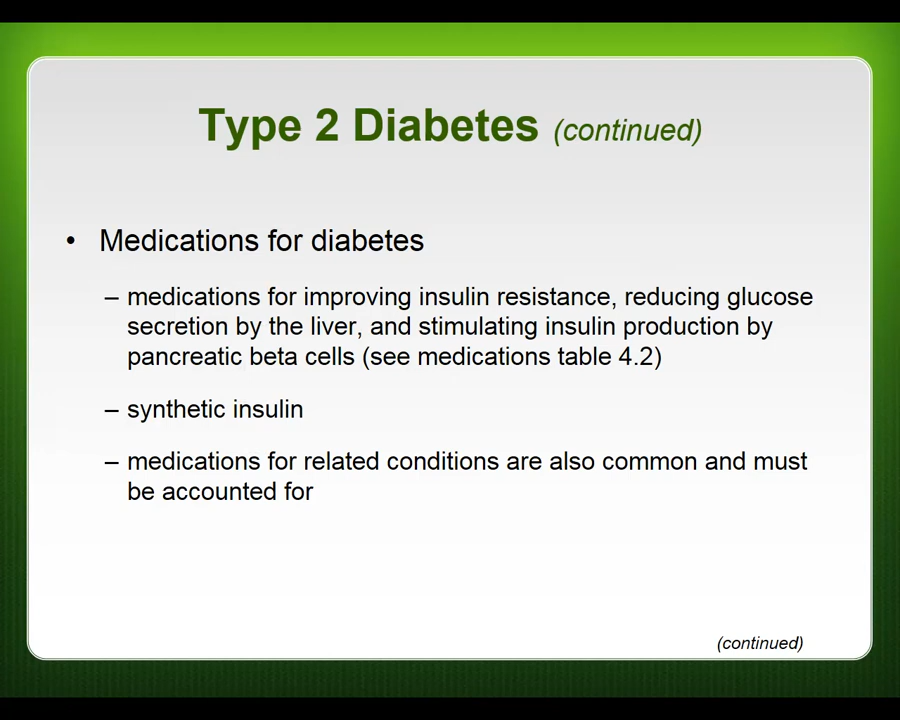 Type 2 Diabetes (continued)
• Medications for diabetes
– medications for improving insulin resistance, reducing glucose
secretion by the liver, and stimulating insulin production by
pancreatic beta cells (see medications table 4.2)
– synthetic insulin
– medications for related conditions are also common and must
be accounted for
(continued)